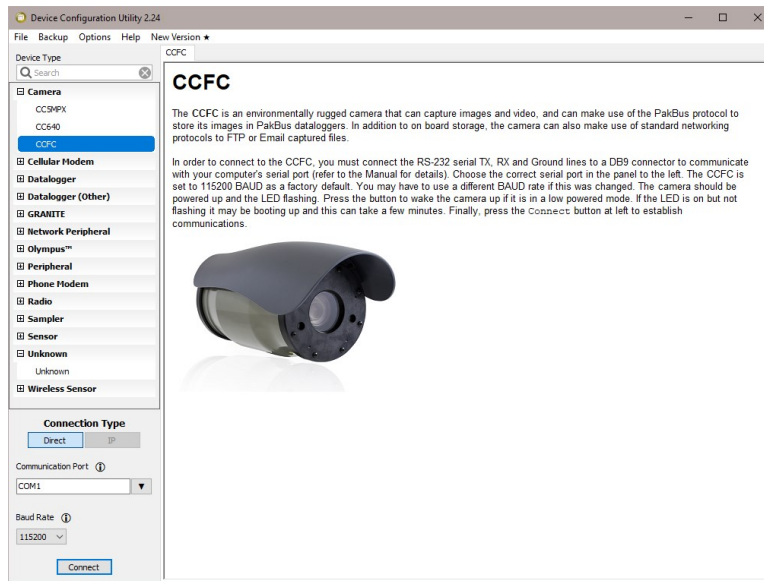 Device Configuration Utility 2.24
File Backup Options Help New Version ★
Device Type
Search
Camera
CC5MPX
CC640
CCFC
Cellular Modem
Datalogger
Datalogger (Other)
GRANITE
Network Peripheral
Olympus™
Peripheral
Phone Modem
Radio
Sampler
Sensor
Unknown
Unknown
Wireless Sensor
Connection Type
Direct IP
Communication Port
COM1
Baud Rate
115200
Connect
CCFC
CCFC
The CCFC is an environmentally rugged camera that can capture images and video, and can make use of the PakBus protocol to
store its images in PakBus dataloggers. In addition to on board storage, the camera can also make use of standard networking
protocols to FTP or Email captured files.
In order to connect to the CCFC, you must connect the RS-232 serial TX, RX and Ground lines to a DB9 connector to communicate
with your computer's serial port (refer to the Manual for details). Choose the correct serial port in the panel to the left. The CCFC is
set to 115200 BAUD as a factory default. You may have to use a different BAUD rate if this was changed. The camera should be
powered up and the LED flashing. Press the button to wake the camera up if it is in a low powered mode. If the LED is on but not
flashing it may be booting up and this can take a few minutes. Finally, press the Connect button at left to establish
communications.